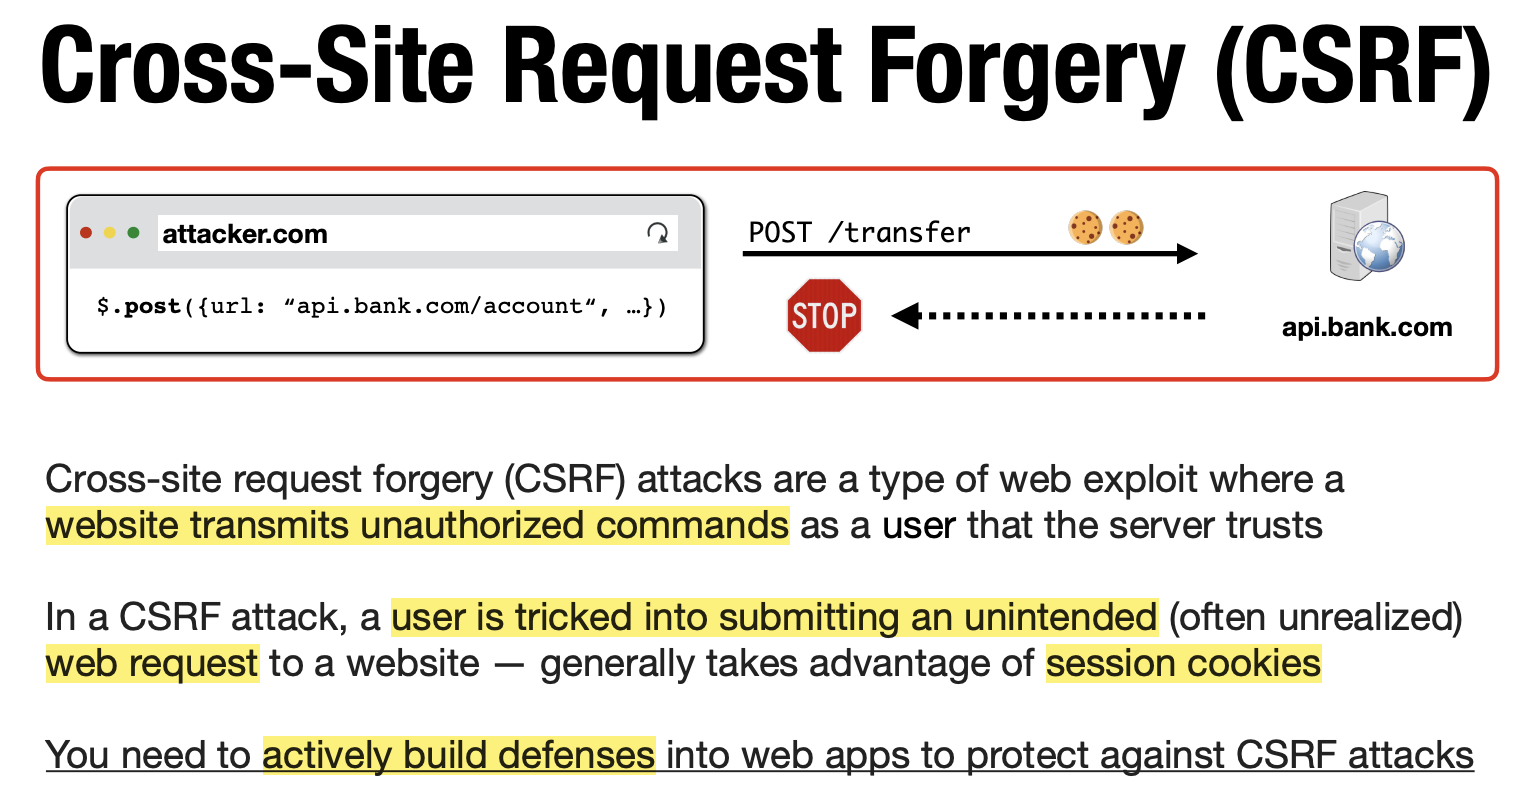 Cross-Site Request Forgery (CSRF)
attacker.com
$.post({url: “api.bank.com/account“, …})
POST /transfer
STOP
api.bank.com
Cross-site request forgery (CSRF) attacks are a type of web exploit where a
website transmits unauthorized commands as a user that the server trusts
In a CSRF attack, a user is tricked into submitting an unintended (often unrealized)
web request to a website — generally takes advantage of session cookies
You need to actively build defenses into web apps to protect against CSRF attacks